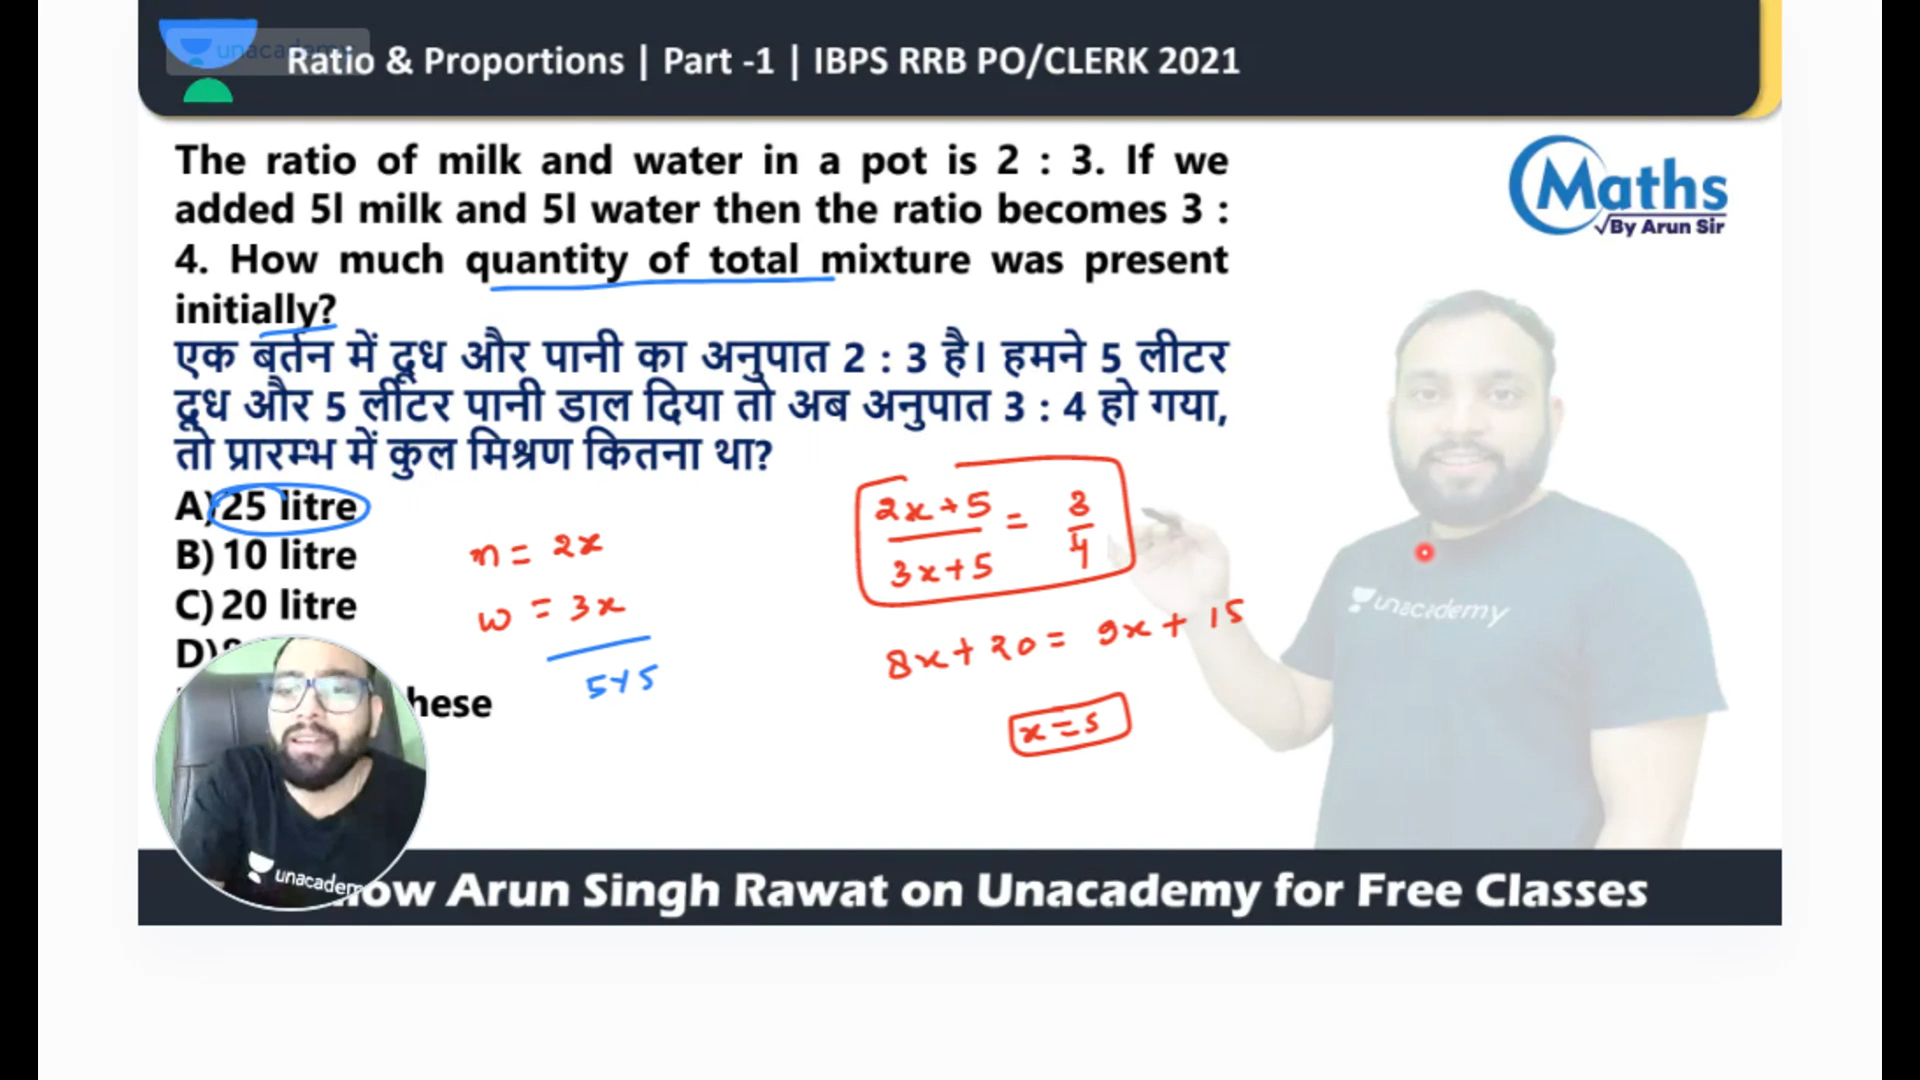 unacademy
Ratio & Proportions | Part -1 | IBPS RRB PO/CLERK 2021
Maths
√By Arun Sir
The ratio of milk and water in a pot is 2 : 3. If we
added 5l milk and 5l water then the ratio becomes 3 :
4. How much quantity of total mixture was present
initially?
एक बर्तन में दूध और पानी का अनुपात 2 : 3 है। हमने 5 लीटर
दूध और 5 लीटर पानी डाल दिया तो अब अनुपात 3 : 4 हो गया,
तो प्रारम्भ में कुल मिश्रण कितना था?
A) 25 litre
B) 10 litre
C) 20 litre
D)
hese
m = 2x
w = 3x
5×5
2x+5 = 3
3x+5 4
8x+20 = 9x+15
x=5
unacademy
unacadem
ow Arun Singh Rawat on Unacademy for Free Classes